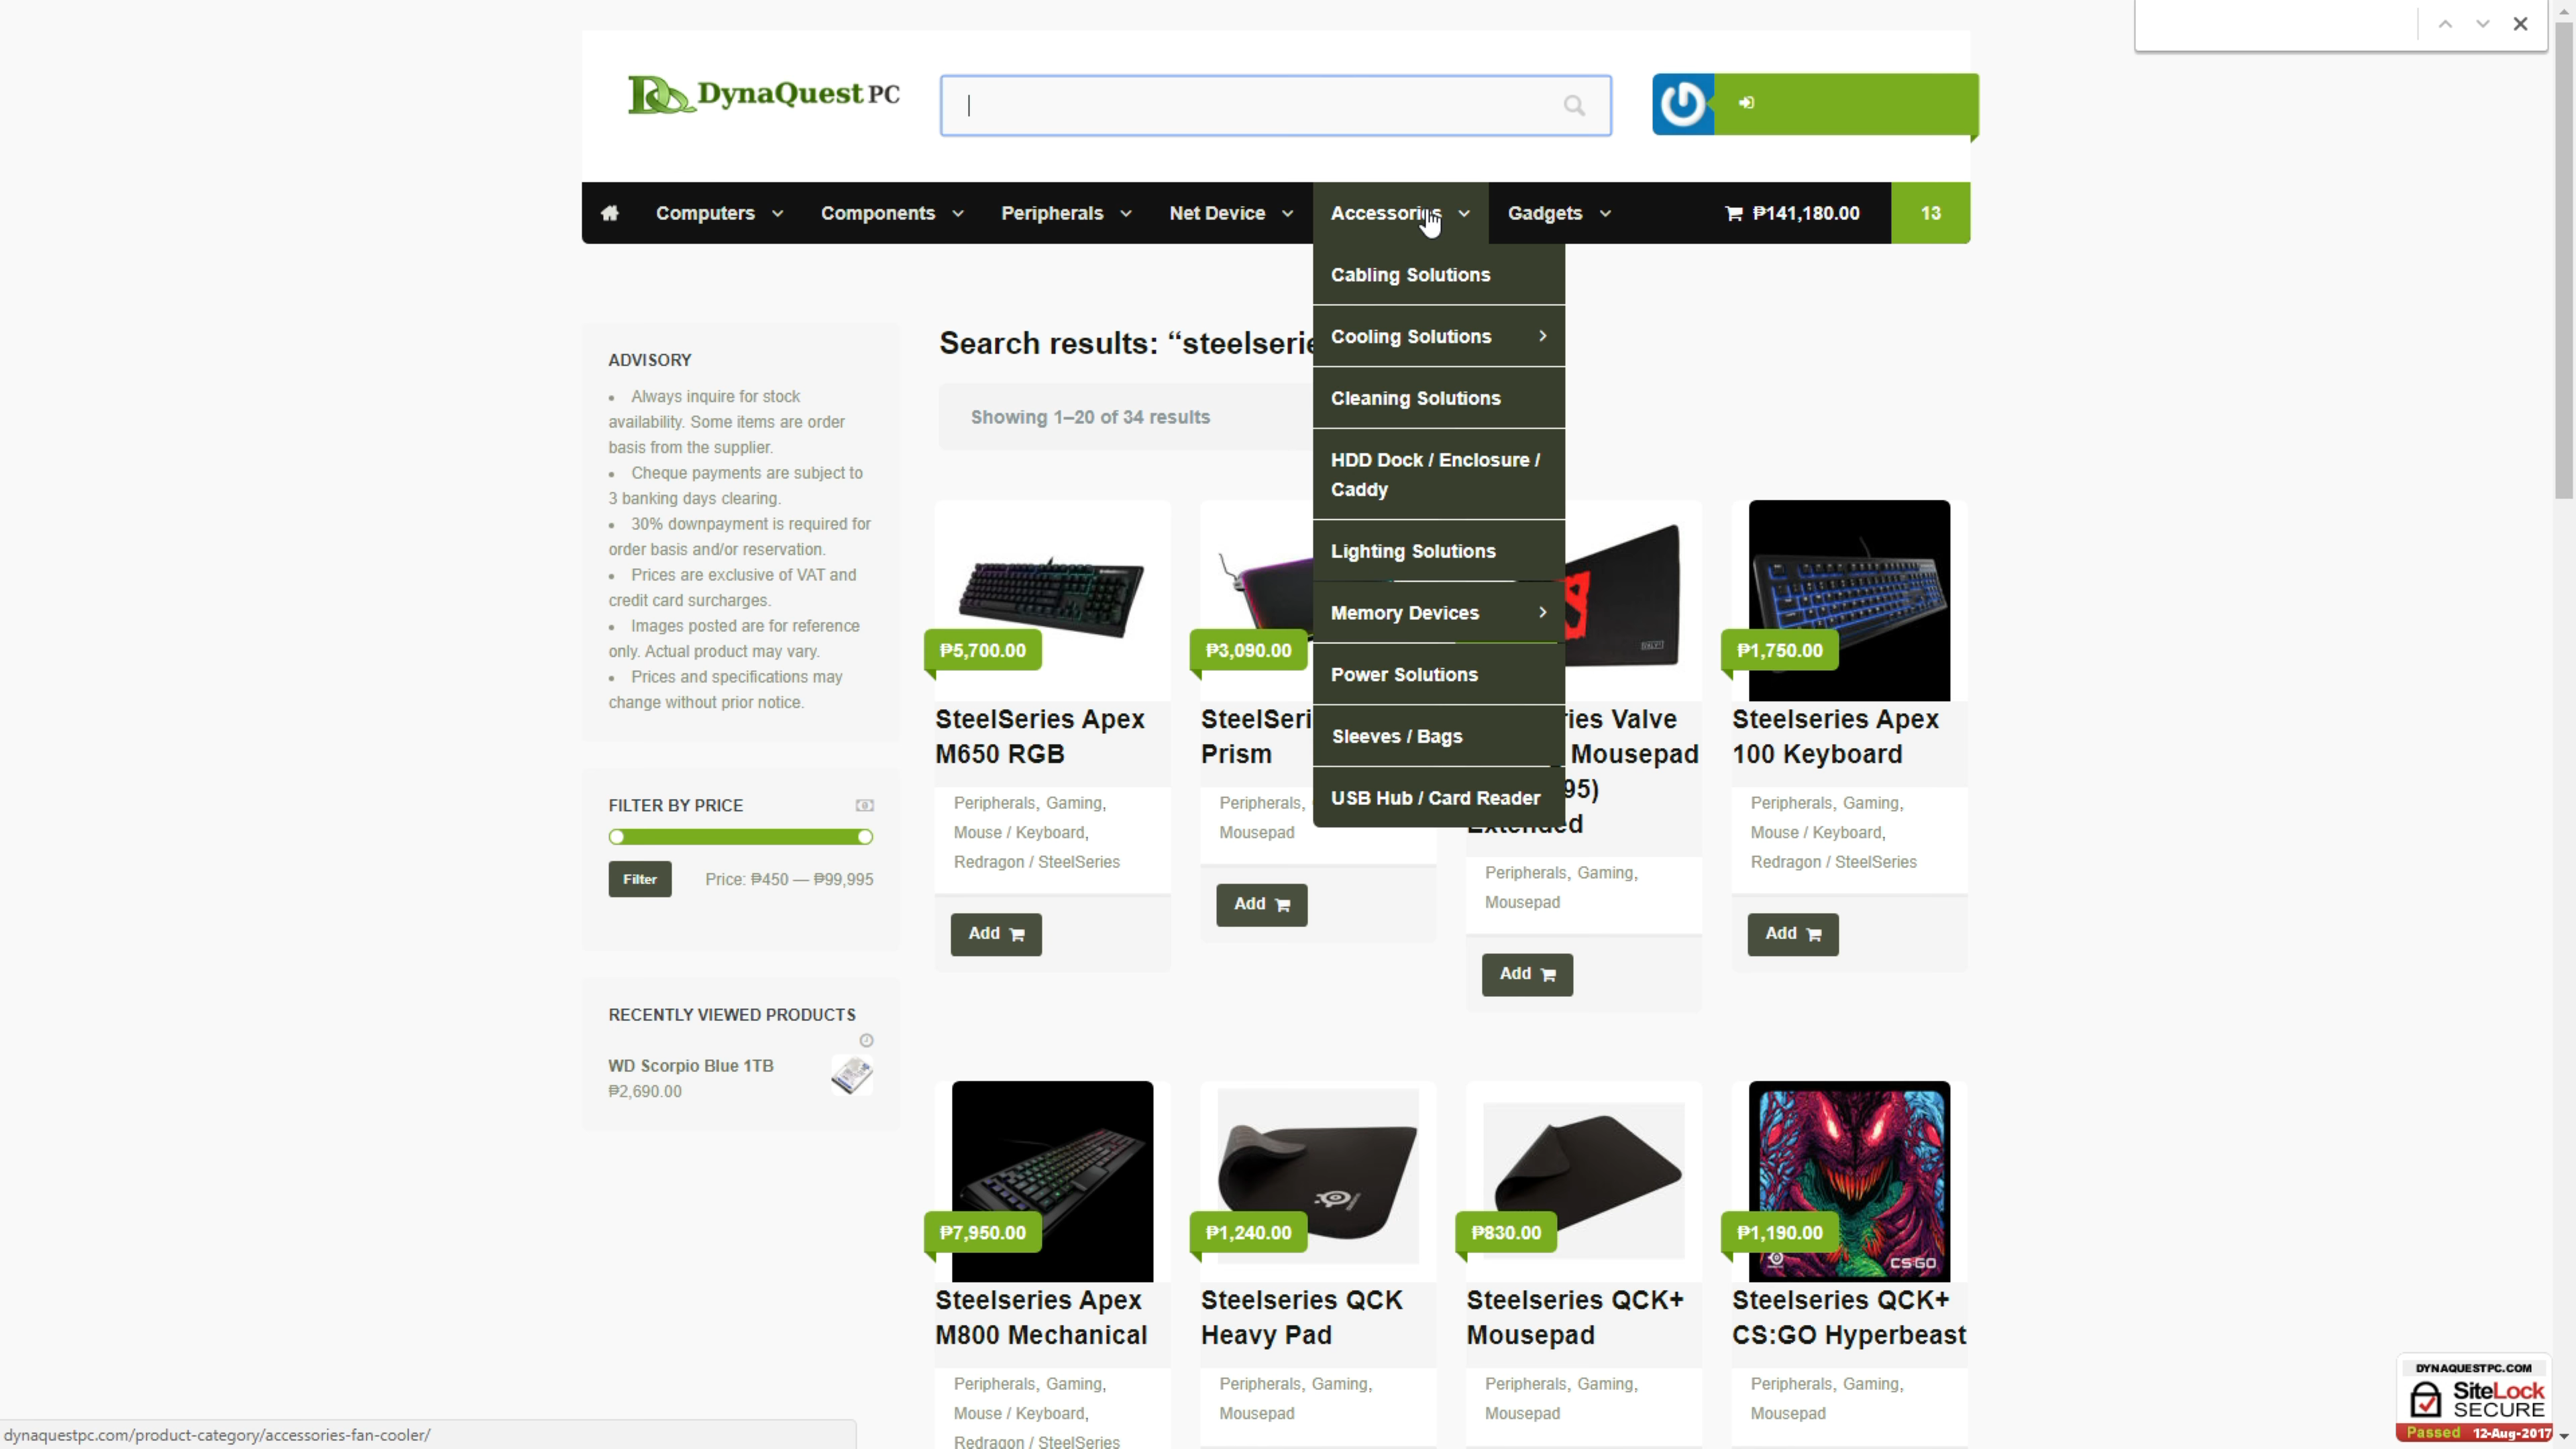 DynaQuest PC
Computers
Components
Peripherals
Net Device
Accessories
Gadgets
₱141,180.00
13
Cabling Solutions
Cooling Solutions
Cleaning Solutions
HDD Dock / Enclosure /
Caddy
Lighting Solutions
Memory Devices
Power Solutions
Sleeves / Bags
USB Hub / Card Reader
ADVISORY
• Always inquire for stock
availability. Some items are order
basis from the supplier.
• Cheque payments are subject to
3 banking days clearing.
• 30% downpayment is required for
order basis and/or reservation.
• Prices are exclusive of VAT and
credit card surcharges.
• Images posted are for reference
only. Actual product may vary.
• Prices and specifications may
change without prior notice.
FILTER BY PRICE
Filter
Price: ₱450 — ₱99,995
RECENTLY VIEWED PRODUCTS
WD Scorpio Blue 1TB
₱2,690.00
Search results: “steelserie
Showing 1–20 of 34 results
₱5,700.00
SteelSeries Apex
M650 RGB
Peripherals, Gaming,
Mouse / Keyboard,
Redragon / SteelSeries
Add
₱3,090.00
SteelSeri
Prism
Peripherals,
Mousepad
Add
VALVE
ries Valve
Mousepad
95)
Extended
Peripherals, Gaming,
Mousepad
Add
₱1,750.00
Steelseries Apex
100 Keyboard
Peripherals, Gaming,
Mouse / Keyboard,
Redragon / SteelSeries
Add
₱7,950.00
Steelseries Apex
M800 Mechanical
Peripherals, Gaming,
Mouse / Keyboard,
Redragon / SteelSeries
₱1,240.00
Steelseries QCK
Heavy Pad
Peripherals, Gaming,
Mousepad
₱830.00
Steelseries QCK+
Mousepad
Peripherals, Gaming,
Mousepad
CS:GO
₱1,190.00
Steelseries QCK+
CS:GO Hyperbeast
Peripherals, Gaming,
Mousepad
DYNAQUESTPC.COM
SiteLock
SECURE
Passed 12-Aug-2017
dynaquestpc.com/product-category/accessories-fan-cooler/